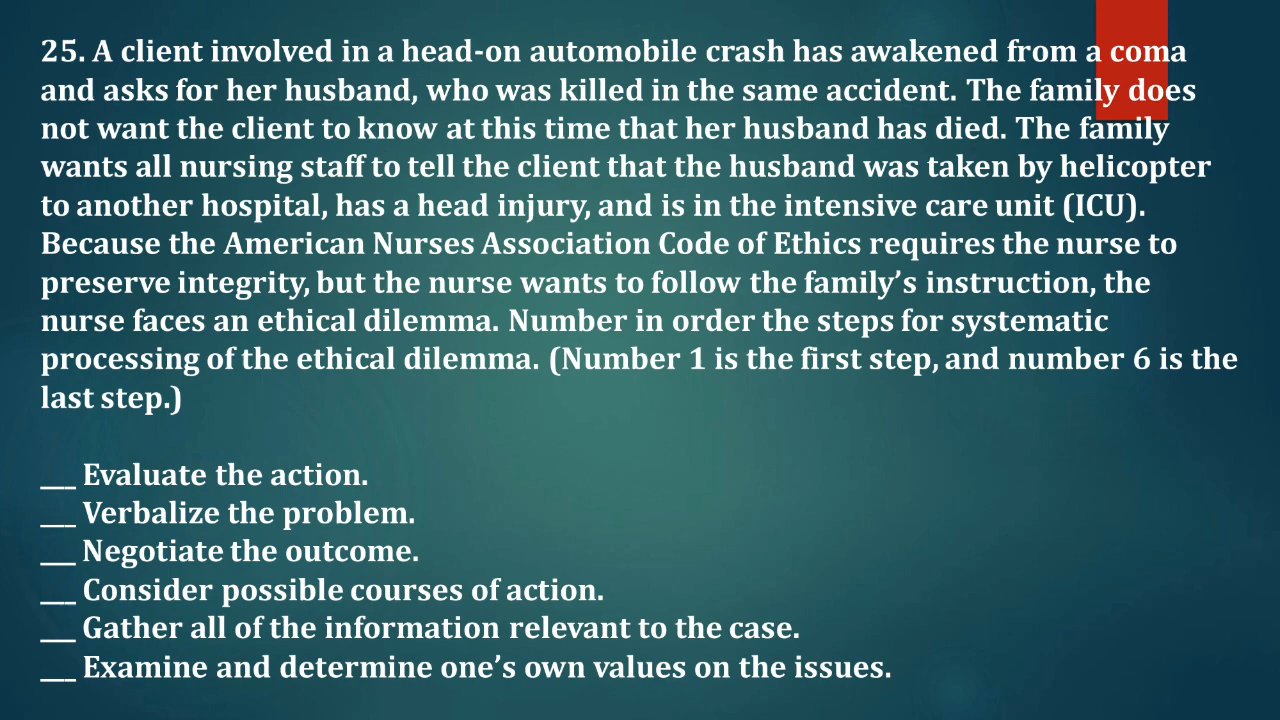 25. A client involved in a head-on automobile crash has awakened from a coma
and asks for her husband, who was killed in the same accident. The family does
not want the client to know at this time that her husband has died. The family
wants all nursing staff to tell the client that the husband was taken by helicopter
to another hospital, has a head injury, and is in the intensive care unit (ICU).
Because the American Nurses Association Code of Ethics requires the nurse to
preserve integrity, but the nurse wants to follow the family’s instruction, the
nurse faces an ethical dilemma. Number in order the steps for systematic
processing of the ethical dilemma. (Number 1 is the first step, and number 6 is the
last step.)
___ Evaluate the action.
___ Verbalize the problem.
___ Negotiate the outcome.
___ Consider possible courses of action.
___ Gather all of the information relevant to the case.
___ Examine and determine one’s own values on the issues.